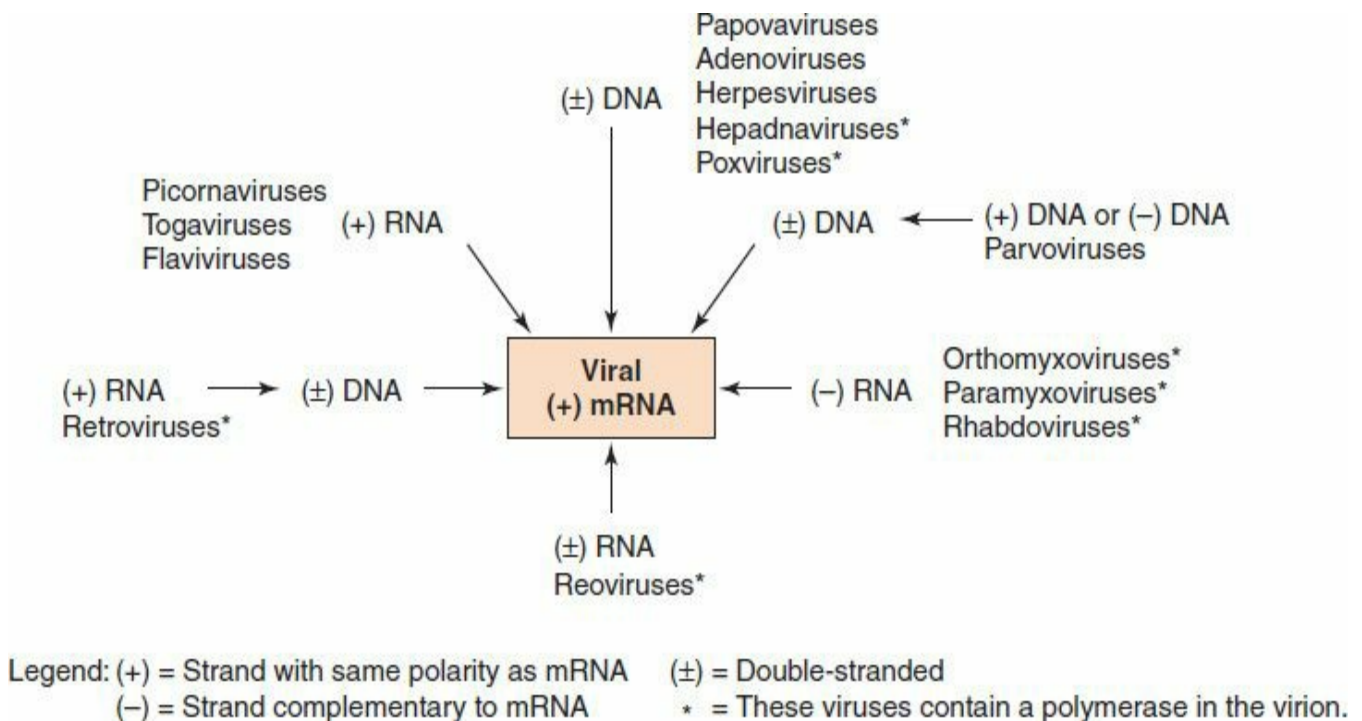 Papovaviruses
Adenoviruses
(±) DNA Herpesviruses
Hepadnaviruses*
Poxviruses*
Picornaviruses
Togaviruses (+) RNA
Flaviviruses
(±) DNA
(+) DNA or (–) DNA
Parvoviruses
(+) RNA
Retroviruses*
(±) DNA
Viral
(+) mRNA
(–) RNA
Orthomyxoviruses*
Paramyxoviruses*
Rhabdoviruses*
(±) RNA
Reoviruses*
Legend: (+) = Strand with same polarity as mRNA (±) = Double-stranded
(–) = Strand complementary to mRNA * = These viruses contain a polymerase in the virion.